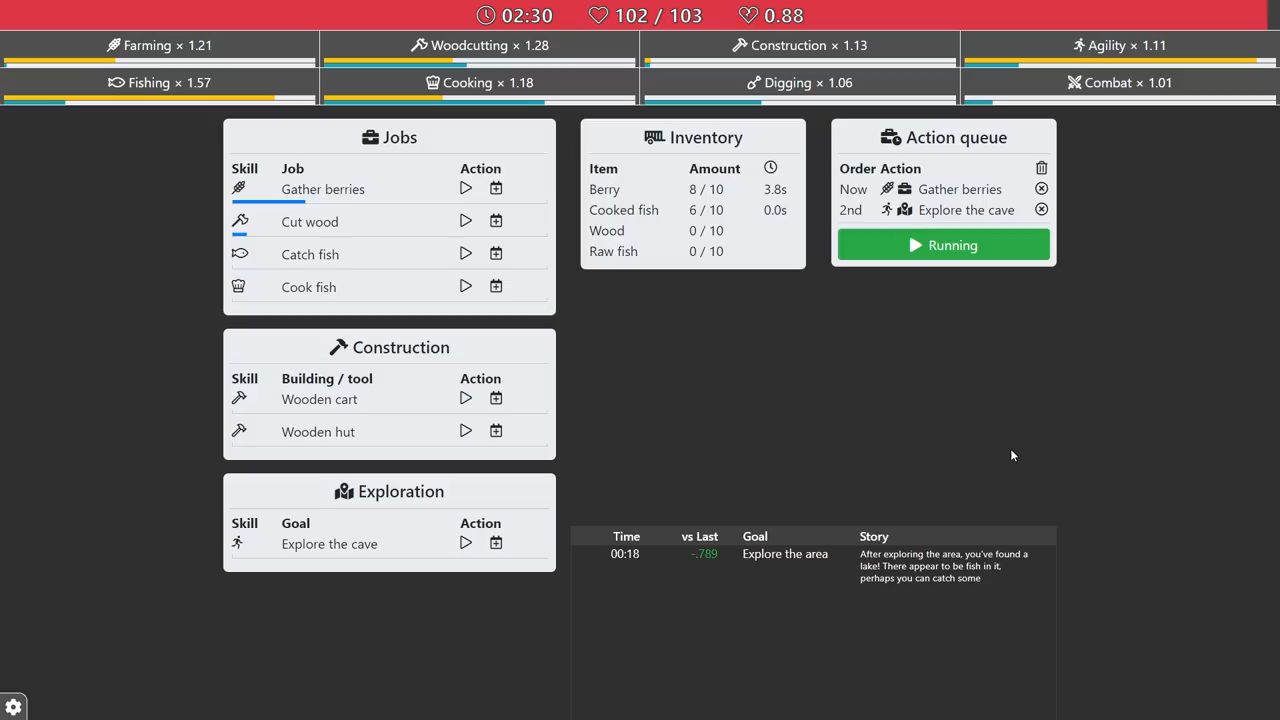 02:30 102 / 103 0.88
Farming × 1.21 Woodcutting × 1.28 Construction × 1.13 Agility × 1.11
Fishing × 1.57 Cooking × 1.18 Digging × 1.06 Combat × 1.01
Jobs
Skill Job Action
Gather berries
Cut wood
Catch fish
Cook fish
Construction
Skill Building / tool Action
Wooden cart
Wooden hut
Exploration
Skill Goal Action
Explore the cave
Inventory
Item Amount
Berry 8 / 10 3.8s
Cooked fish 6 / 10 0.0s
Wood 0 / 10
Raw fish 0 / 10
Action queue
Order Action
Now Gather berries
2nd Explore the cave
Running
Time vs Last Goal Story
00:18 -.789 Explore the area After exploring the area, you've found a
lake! There appear to be fish in it,
perhaps you can catch some